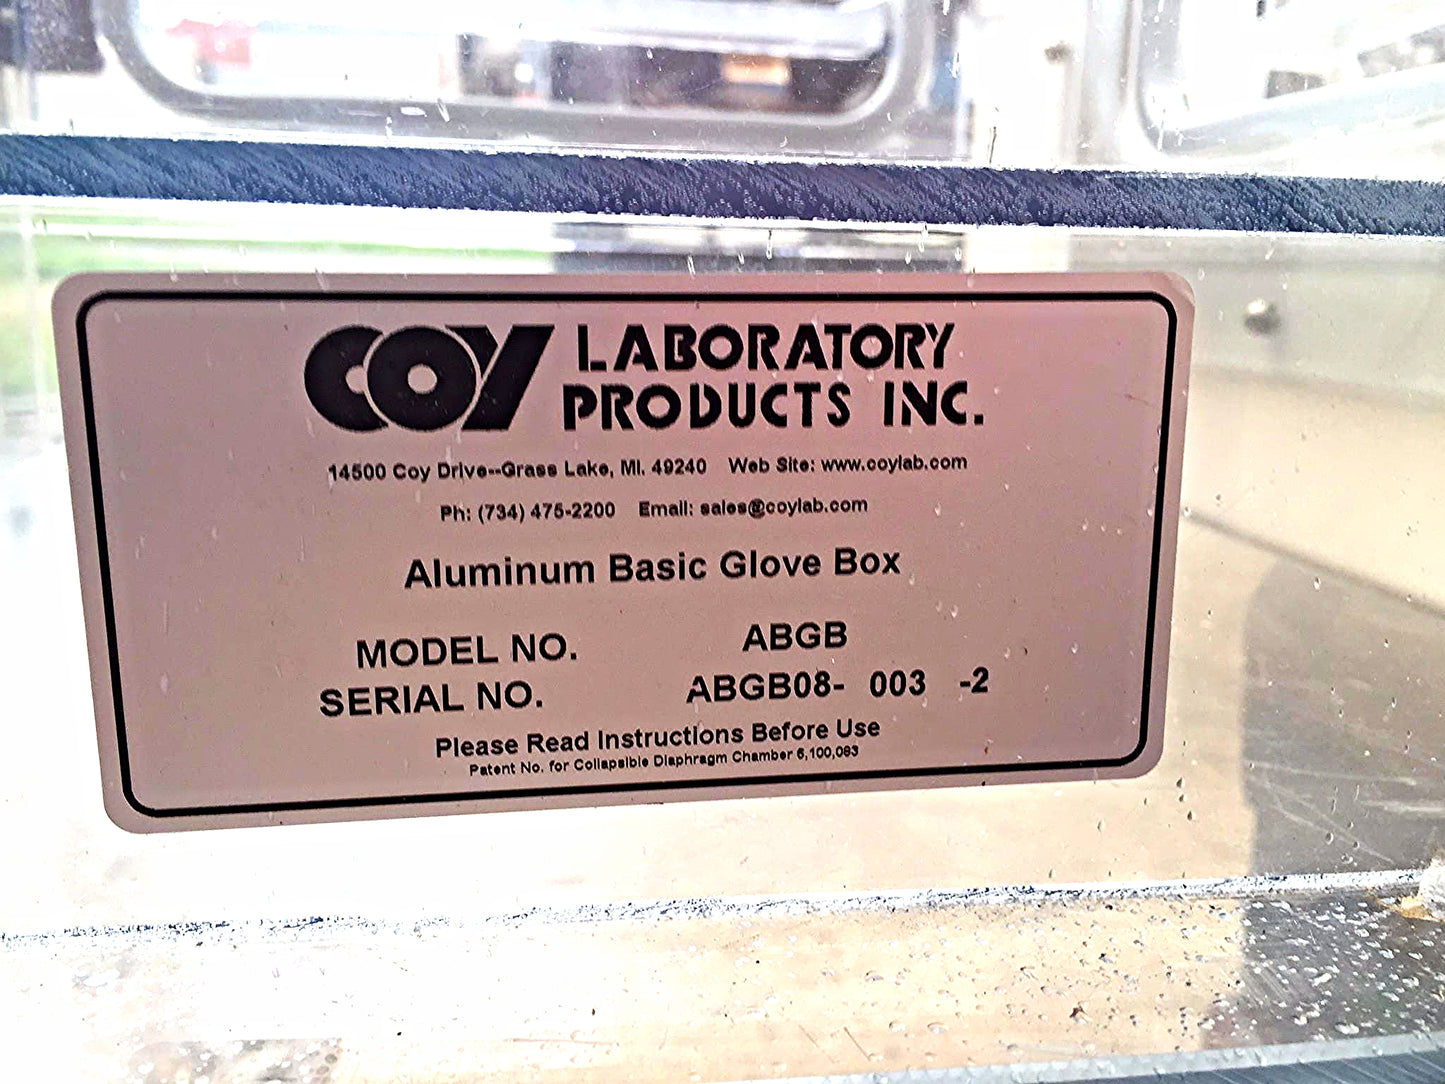 COY LABORATORY
PRODUCTS INC.
14500 Coy Drive--Grass Lake, MI. 49240 Web Site: www.coylab.com
Ph: (734) 475-2200 Email: sales@coylab.com
Aluminum Basic Glove Box
MODEL NO. ABGB
SERIAL NO. ABGB08- 003 -2
Please Read Instructions Before Use
Patent No. for Collapsible Diaphragm Chamber 6,100,083